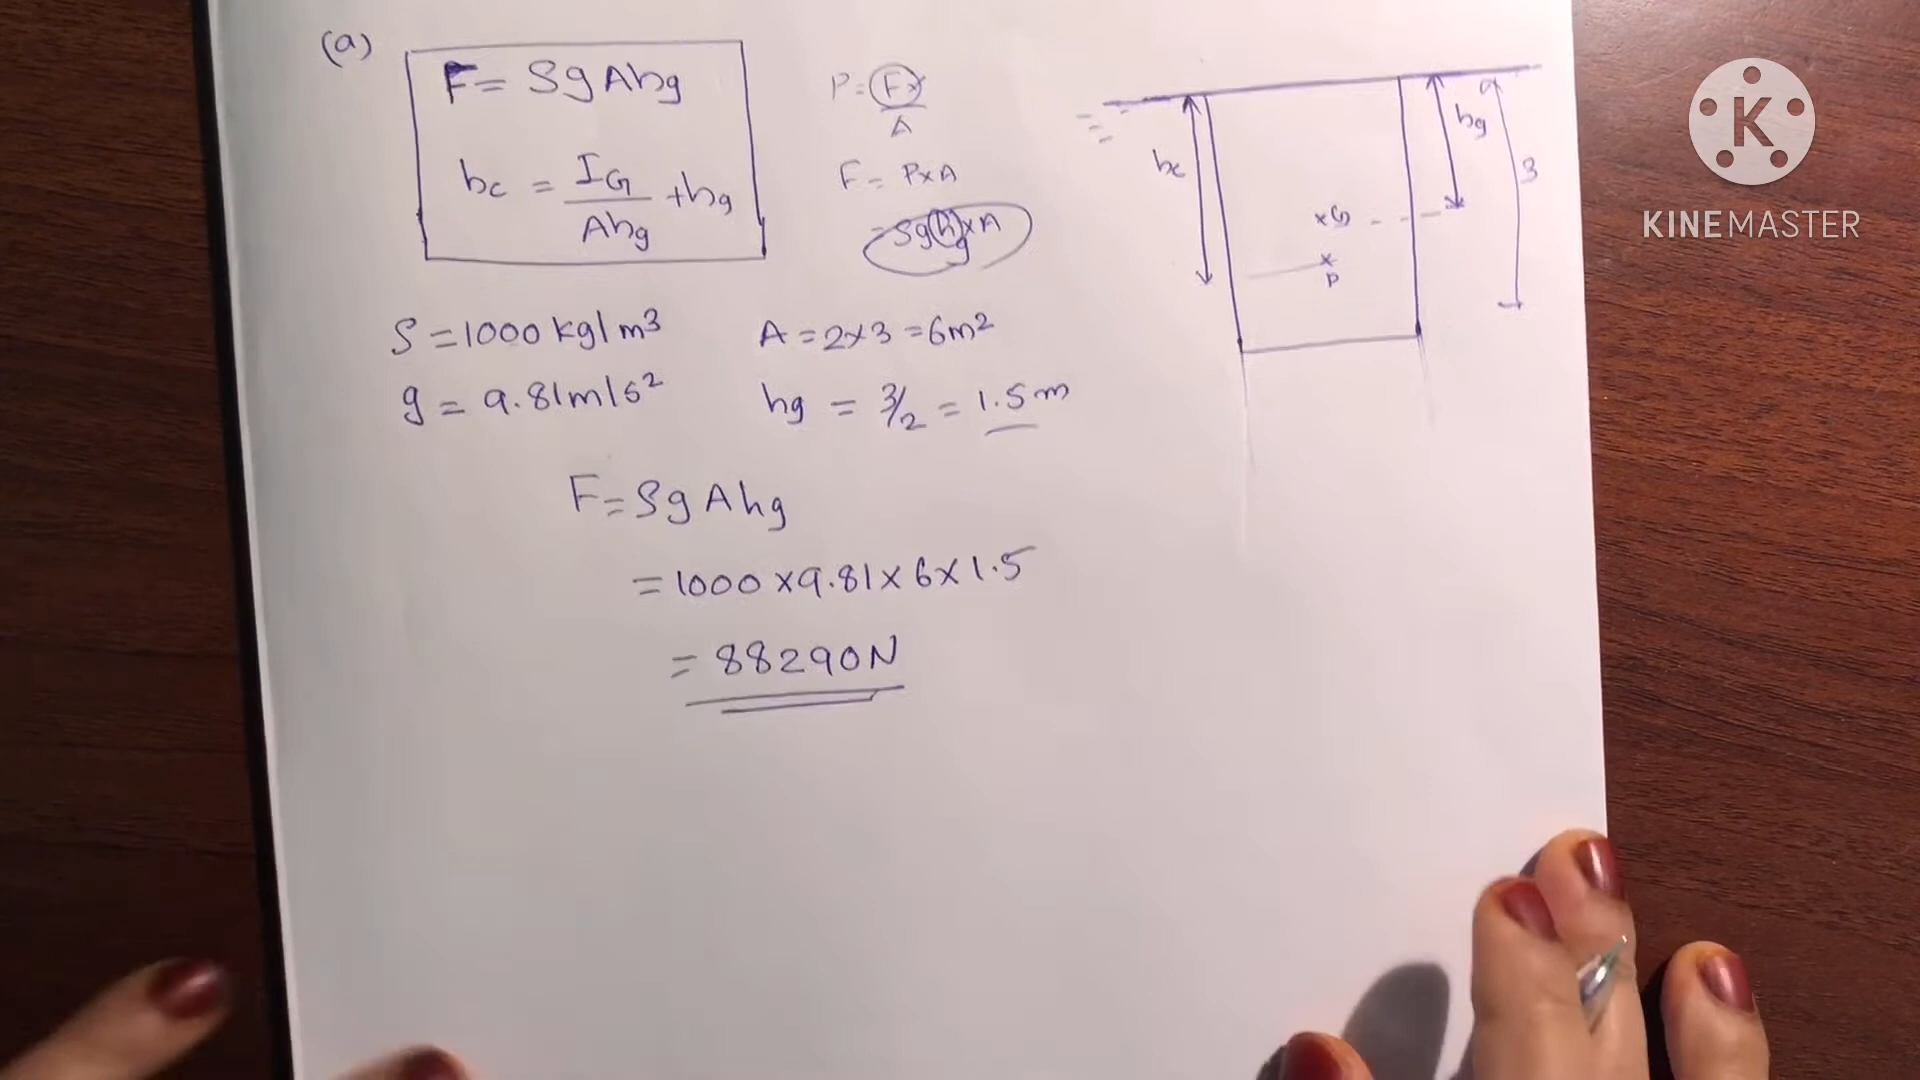 (a)
F = ρgAhg
hc = IG/Ahg + hg
P = F/A
F = P×A
= ρghg×A
hc
hg
3
×G
×
P
K
KINEMASTER
ρ = 1000 kg/m3
A = 2×3 = 6m2
g = 9.81m/s2
hg = 3/2 = 1.5m
F = ρgAhg
= 1000×9.81×6×1.5
= 88290N